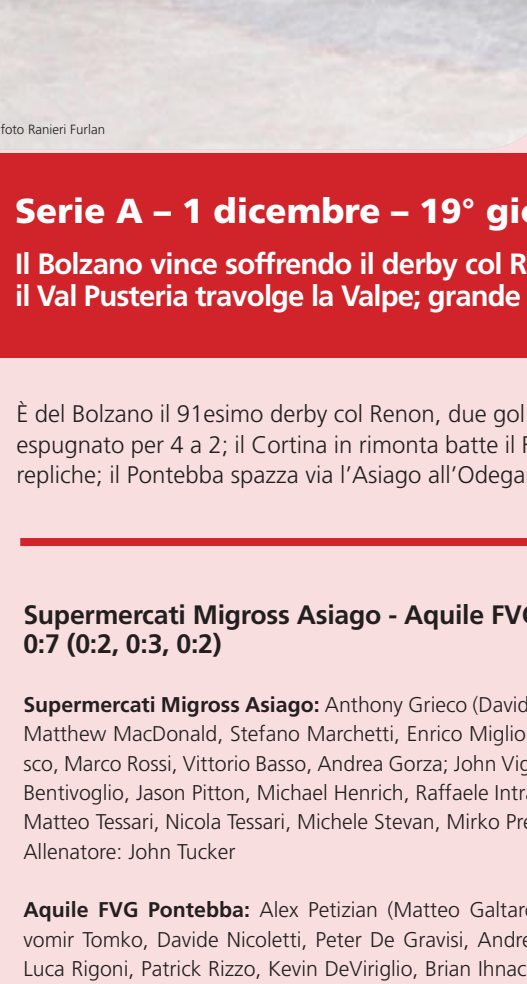 foto Ranieri Furlan
Serie A – 1 dicembre – 19°
Il Bolzano vince soffrendo il derby col
il Val Pusteria travolge la Valpe; grande
È del Bolzano il 91esimo derby col Renon, due gol
espugnato per 4 a 2; il Cortina in rimonta batte il
repliche; il Pontebba spazza via l’Asiago all’Odega
Supermercati Migross Asiago - Aquile FVG
0:7 (0:2, 0:3, 0:2)
Supermercati Migross Asiago: Anthony Grieco (David
Matthew MacDonald, Stefano Marchetti, Enrico Miglio
sco, Marco Rossi, Vittorio Basso, Andrea Gorza; John Vig
Bentivoglio, Jason Pitton, Michael Henrich, Raffaele Intra
Matteo Tessari, Nicola Tessari, Michele Stevan, Mirko Pre
Allenatore: John Tucker
Aquile FVG Pontebba: Alex Petizian (Matteo Galtar
vomir Tomko, Davide Nicoletti, Peter De Gravisi, Andre
Luca Rigoni, Patrick Rizzo, Kevin DeViriglio, Brian Ihnac